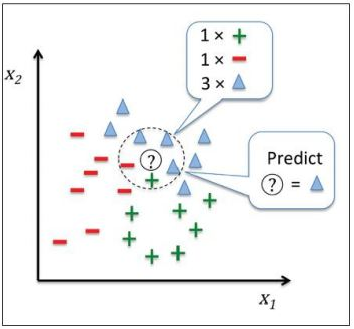 1 × +
1 × −
3 × ▲
x₂
?
Predict
? = ▲
x₁